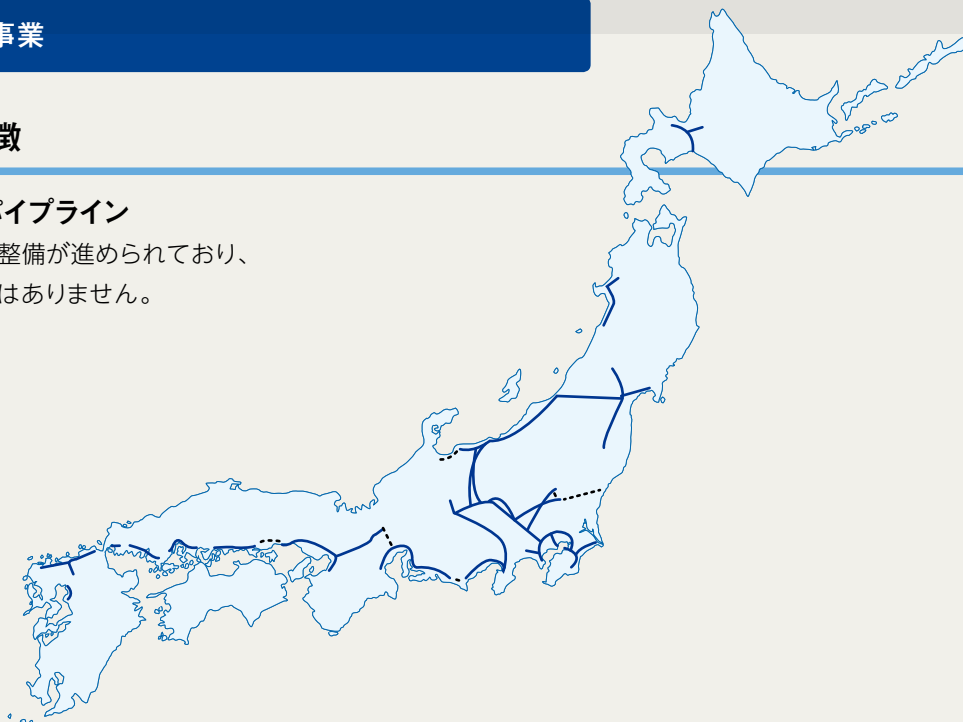 事業
徴
パイプライン
整備が進められており、
はありません。